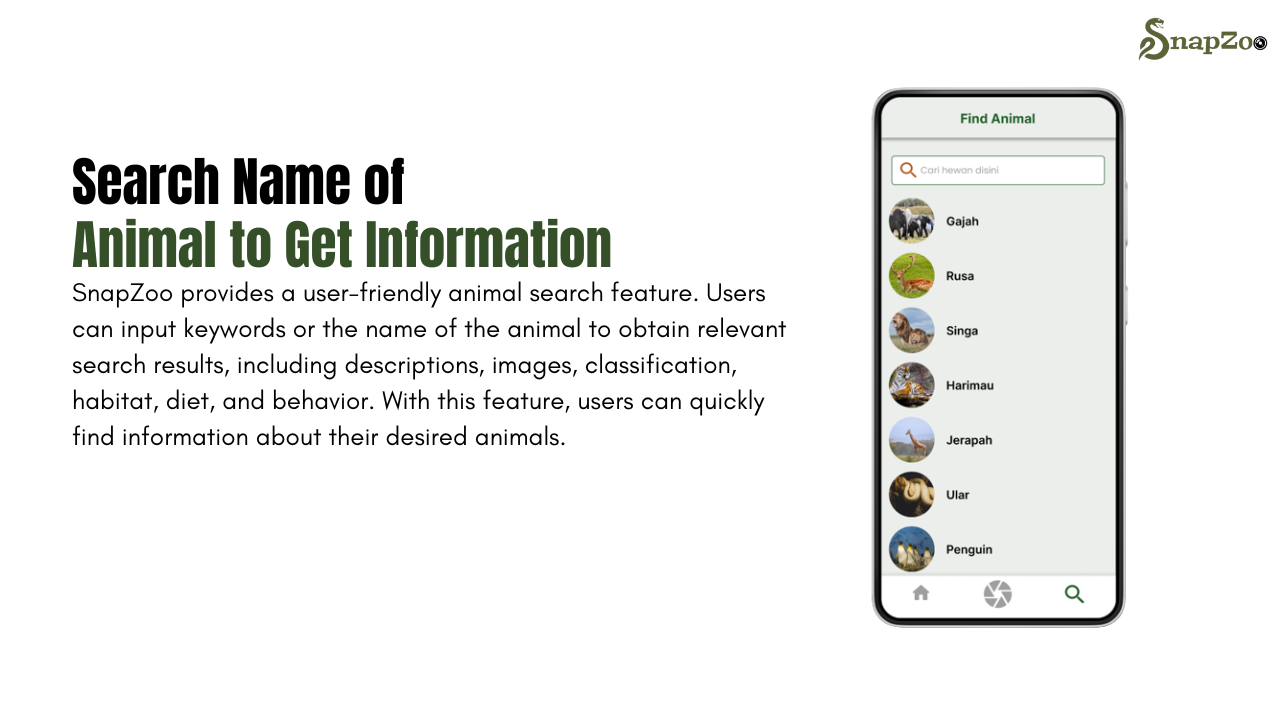 SnapZoo
Search Name of
Animal to Get Information
SnapZoo provides a user-friendly animal search feature. Users
can input keywords or the name of the animal to obtain relevant
search results, including descriptions, images, classification,
habitat, diet, and behavior. With this feature, users can quickly
find information about their desired animals.
Find Animal
Cari hewan disini
Gajah
Rusa
Singa
Harimau
Jerapah
Ular
Penguin